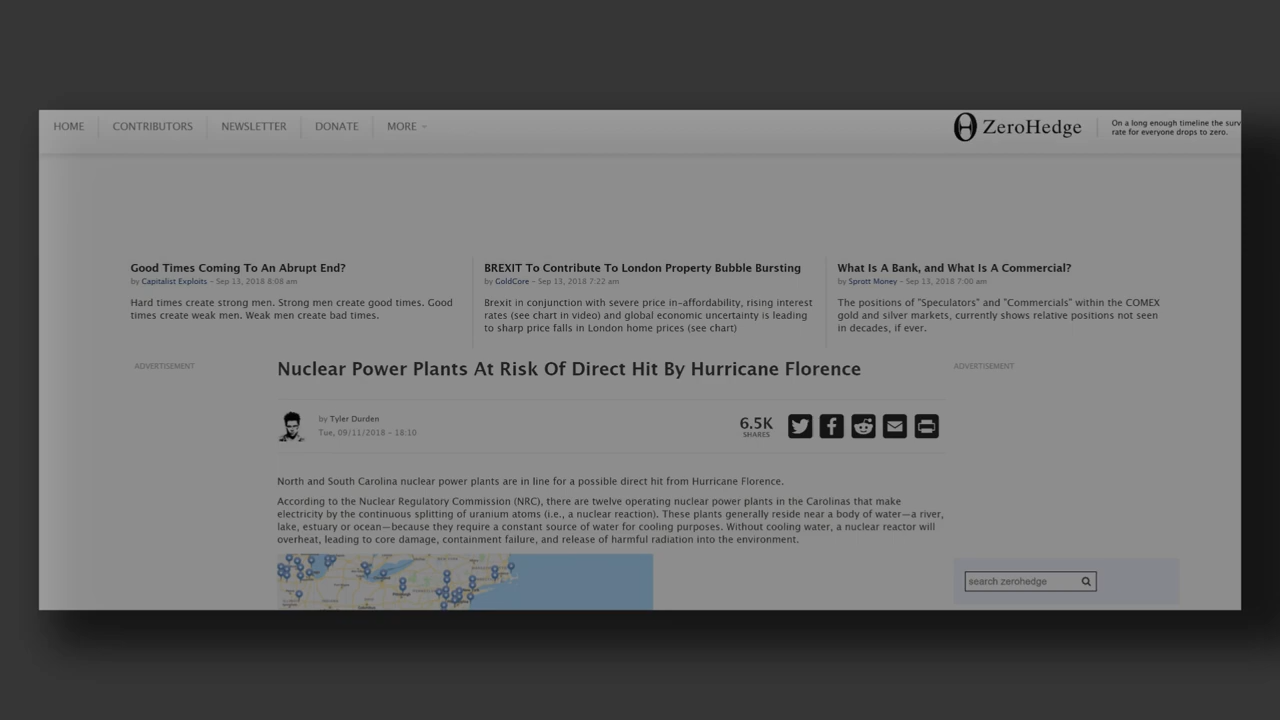 HOME
CONTRIBUTORS
NEWSLETTER
DONATE
MORE
ZeroHedge
On a long enough timeline the surv
rate for everyone drops to zero.
Good Times Coming To An Abrupt End?
by Capitalist Exploits - Sep 13, 2018 8:08 am
Hard times create strong men. Strong men create good times. Good
times create weak men. Weak men create bad times.
BREXIT To Contribute To London Property Bubble Bursting
by GoldCore - Sep 13, 2018 7:22 am
Brexit in conjunction with severe price in-affordability, rising interest
rates (see chart in video) and global economic uncertainty is leading
to sharp price falls in London home prices (see chart)
What Is A Bank, and What Is A Commercial?
by Sprott Money - Sep 13, 2018 7:00 am
The positions of "Speculators" and "Commercials" within the COMEX
gold and silver markets, currently shows relative positions not seen
in decades, if ever.
ADVERTISEMENT
Nuclear Power Plants At Risk Of Direct Hit By Hurricane Florence
ADVERTISEMENT
by Tyler Durden
Tue, 09/11/2018 - 18:10
6.5K
SHARES
North and South Carolina nuclear power plants are in line for a possible direct hit from Hurricane Florence.
According to the Nuclear Regulatory Commission (NRC), there are twelve operating nuclear power plants in the Carolinas that make
electricity by the continuous splitting of uranium atoms (i.e., a nuclear reaction). These plants generally reside near a body of water—a river,
lake, estuary or ocean—because they require a constant source of water for cooling purposes. Without cooling water, a nuclear reactor will
overheat, leading to core damage, containment failure, and release of harmful radiation into the environment.
search zerohedge